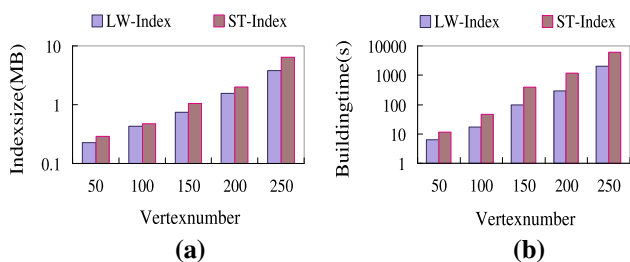 LW-Index
ST-Index
Indexsize(MB)
10
1
0.1
50
100
150
200
250
Vertexnumber
(a)
LW-Index
ST-Index
Buildingtime(s)
10000
1000
100
10
1
50
100
150
200
250
Vertexnumber
(b)